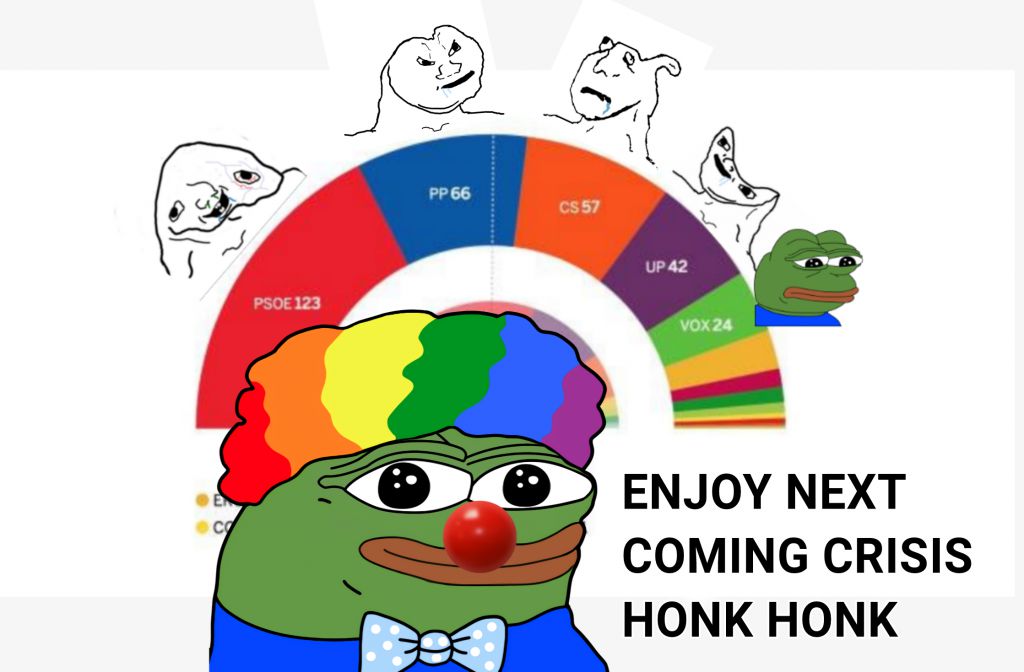 PP 66
CS 57
UP 42
PSOE 123
VOX 24
ENJOY NEXT
COMING CRISIS
HONK HONK